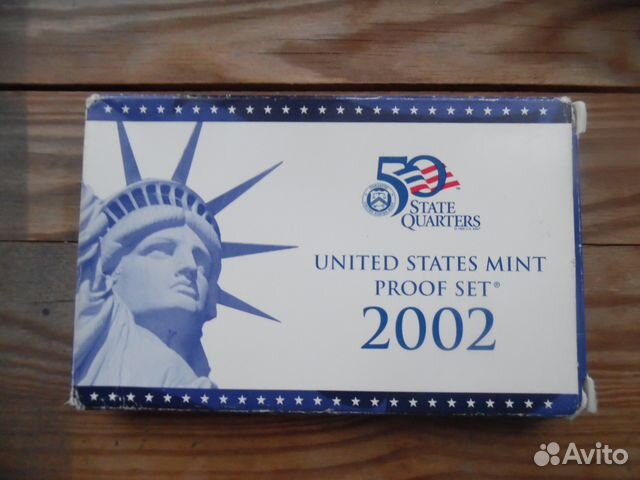 50
STATE
QUARTERS
UNITED STATES MINT
PROOF SET®
2002
Avito